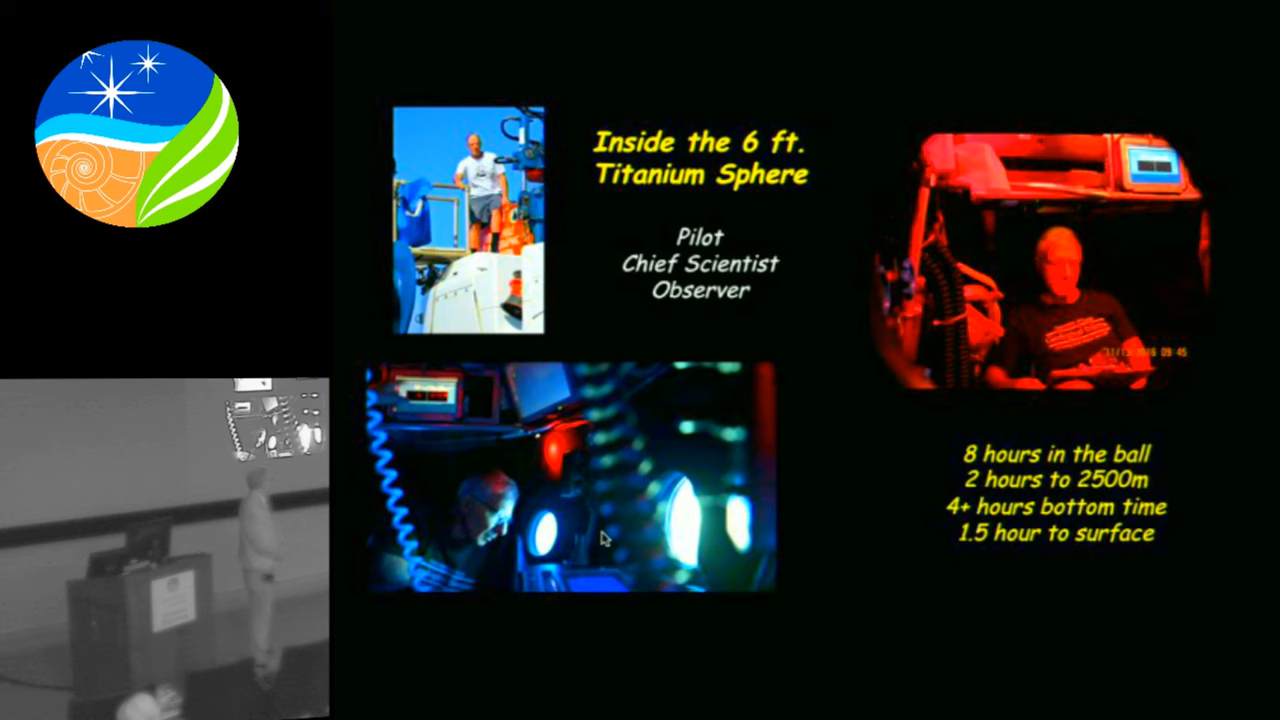 Inside the 6 ft.
Titanium Sphere
Pilot
Chief Scientist
Observer
8 hours in the ball
2 hours to 2500m
4+ hours bottom time
1.5 hour to surface